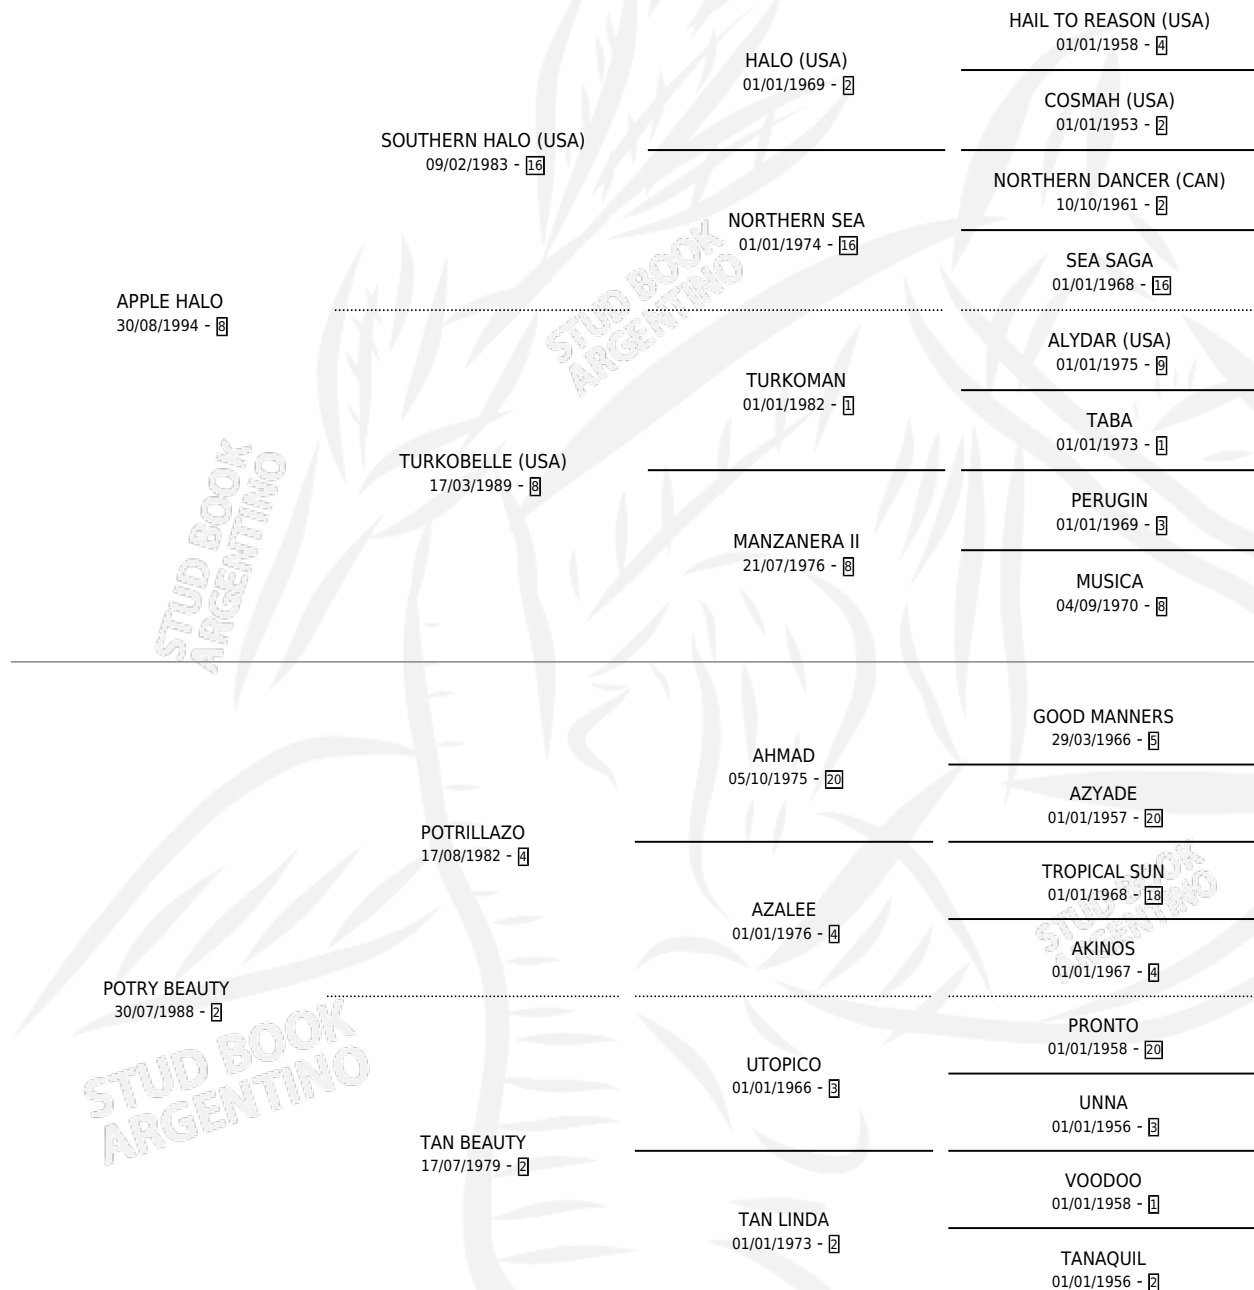 HAIL TO REASON (USA)
01/01/1958 - 4
HALO (USA)
01/01/1969 - 2
COSMAH (USA)
01/01/1953 - 2
SOUTHERN HALO (USA)
09/02/1983 - 16
NORTHERN DANCER (CAN)
10/10/1961 - 2
NORTHERN SEA
01/01/1974 - 16
SEA SAGA
01/01/1968 - 16
APPLE HALO
30/08/1994 - 8
ALYDAR (USA)
01/01/1975 - 9
TURKOMAN
01/01/1982 - 1
TABA
01/01/1973 - 1
TURKOBELLE (USA)
17/03/1989 - 8
PERUGIN
01/01/1969 - 3
MANZANERA II
21/07/1976 - 8
MUSICA
04/09/1970 - 8
GOOD MANNERS
29/03/1966 - 5
AHMAD
05/10/1975 - 20
AZYADE
01/01/1957 - 20
POTRILLAZO
17/08/1982 - 4
TROPICAL SUN
01/01/1968 - 18
AZALEE
01/01/1976 - 4
AKINOS
01/01/1967 - 4
POTRY BEAUTY
30/07/1988 - 2
PRONTO
01/01/1958 - 20
UTOPICO
01/01/1966 - 3
UNNA
01/01/1956 - 3
TAN BEAUTY
17/07/1979 - 2
VOODOO
01/01/1958 - 1
TAN LINDA
01/01/1973 - 2
TANAQUIL
01/01/1956 - 2
STUD BOOK
ARGENTINO
STUD BOOK
ARGENTINO
STUD BOOK
ARGENTINO
STUD BOOK
ARGENTINO